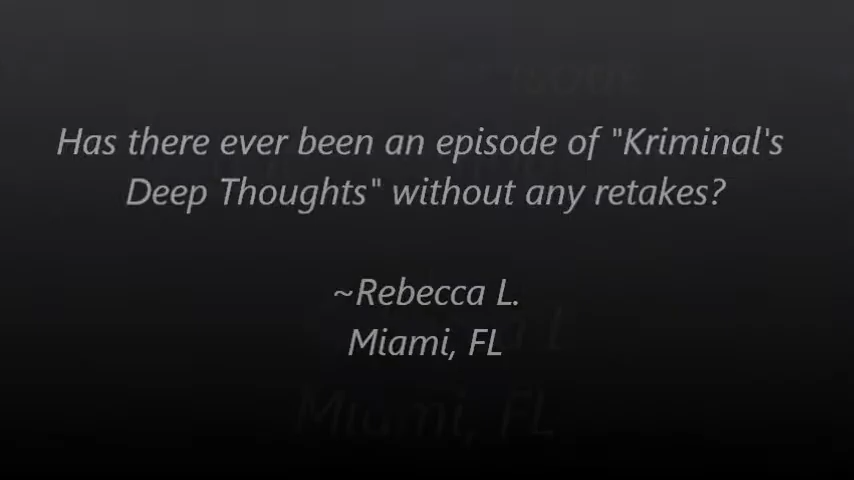 Has there ever been an episode of "Kriminal's
Deep Thoughts" without any retakes?
~Rebecca L.
Miami, FL